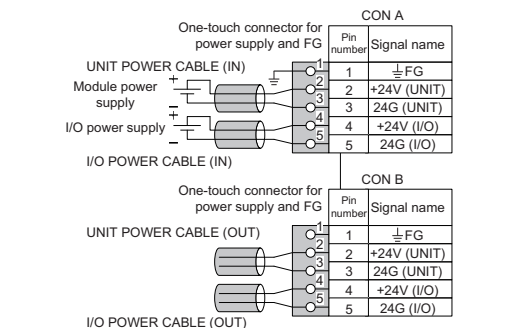 CON A
One-touch connector for
power supply and FG
Pin
number
Signal name
UNIT POWER CABLE (IN)
+
Module power
supply
−
+
I/O power supply
−
I/O POWER CABLE (IN)
1
2
3
4
5
1 FG
2 +24V (UNIT)
3 24G (UNIT)
4 +24V (I/O)
5 24G (I/O)
CON B
One-touch connector for
power supply and FG
Pin
number
Signal name
UNIT POWER CABLE (OUT)
1
2
3
4
5
1 FG
2 +24V (UNIT)
3 24G (UNIT)
4 +24V (I/O)
5 24G (I/O)
I/O POWER CABLE (OUT)